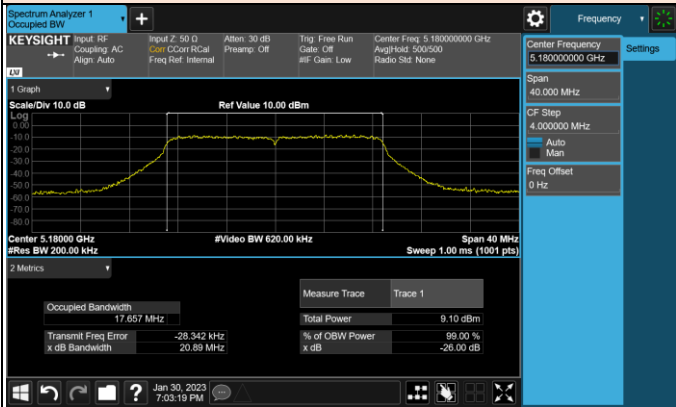 Spectrum Analyzer 1
Occupied BW
Frequency
KEYSIGHT
Input: RF
Coupling: AC
Align: Auto
Input Z: 50 Ω
Corr CCorr RCal
Freq Ref: Internal
Atten: 30 dB
Preamp: Off
Trig: Free Run
Gate: Off
#IF Gain: Low
Center Freq: 5.180000000 GHz
Avg|Hold: 500/500
Radio Std: None
LXI
Center Frequency
5.180000000 GHz
Settings
Span
40.000 MHz
CF Step
4.000000 MHz
Auto
Man
Freq Offset
0 Hz
1 Graph
Scale/Div 10.0 dB
Ref Value 10.00 dBm
Log
0.00
-10.0
-20.0
-30.0
-40.0
-50.0
-60.0
-70.0
-80.0
Center 5.18000 GHz
#Video BW 620.00 kHz
Span 40 MHz
#Res BW 200.00 kHz
Sweep 1.00 ms (1001 pts)
2 Metrics
Measure Trace
Trace 1
Occupied Bandwidth
17.657 MHz
Total Power
9.10 dBm
Transmit Freq Error
-28.342 kHz
% of OBW Power
99.00 %
x dB Bandwidth
20.89 MHz
x dB
-26.00 dB
?
Jan 30, 2023
7:03:19 PM